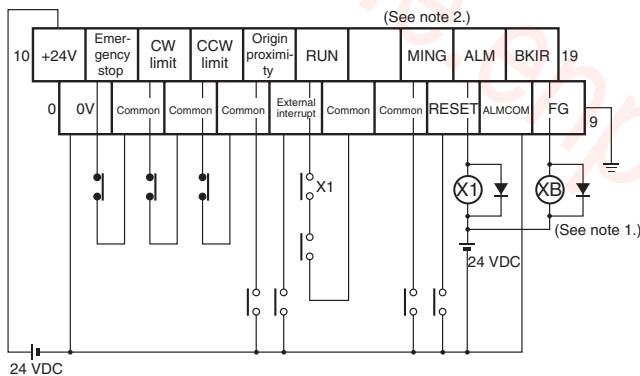 (See note 2.)
10
+24V
Emer-
gency
stop
CW
limit
CCW
limit
Origin
proximi-
ty
RUN
MING
ALM
BKIR
19
0
0V
Common
Common
Common
External
interrupt
Common
Common
RESET
ALMCOM
FG
9
X1
X1
XB
(See note 1.)
24 VDC
24 VDC